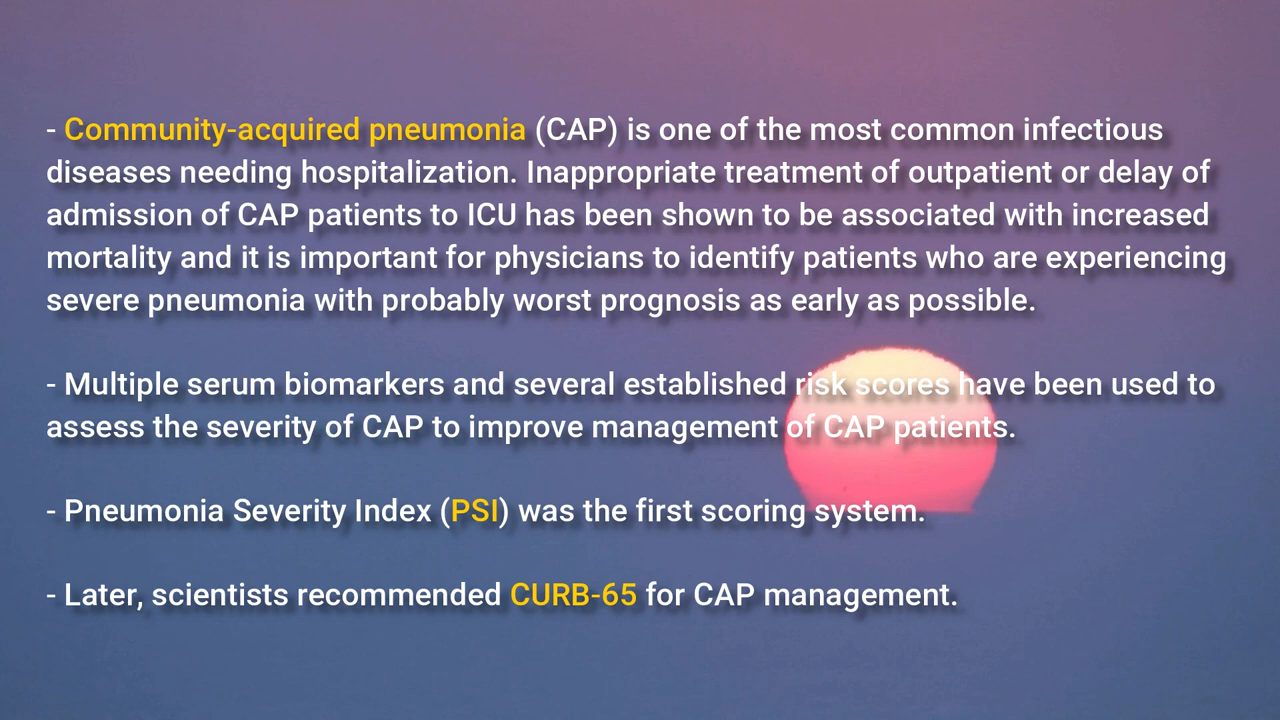 - Community-acquired pneumonia (CAP) is one of the most common infectious
diseases needing hospitalization. Inappropriate treatment of outpatient or delay of
admission of CAP patients to ICU has been shown to be associated with increased
mortality and it is important for physicians to identify patients who are experiencing
severe pneumonia with probably worst prognosis as early as possible.
- Multiple serum biomarkers and several established risk scores have been used to
assess the severity of CAP to improve management of CAP patients.
- Pneumonia Severity Index (PSI) was the first scoring system.
- Later, scientists recommended CURB-65 for CAP management.